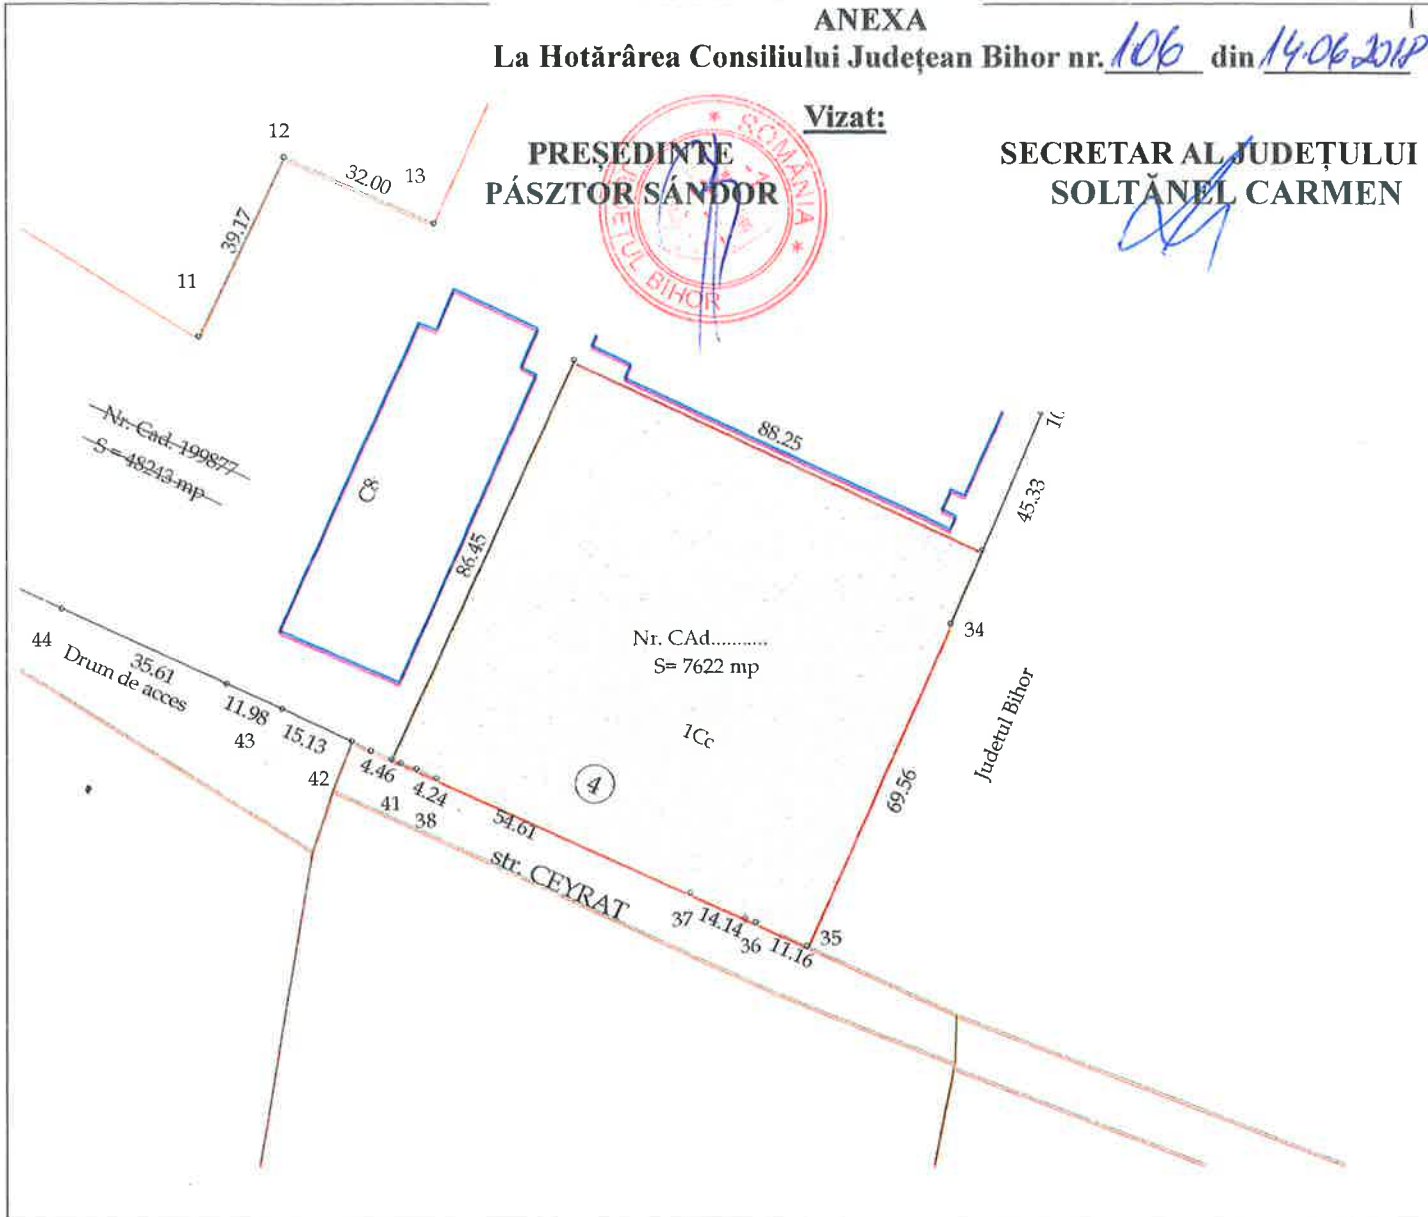 ANEXA
La Hotărârea Consiliului Județean Bihor nr. 106 din 14.06.2018
Vizat:
PREȘEDINTE
PÁSZTOR SÁNDOR
SECRETAR AL JUDEȚULUI
SOLTĂNEL CARMEN
* ROMÂNIA *
JUDEȚUL BIHOR
12
32.00
13
39.17
11
Nr. Cad. 199877
S = 48243 mp
C8
88.25
45.33
86.45
Nr. CAd...........
S= 7622 mp
34
44
Drum de acces
35.61
11.98
43
15.13
42
4.46
41
4.24
38
1Cc
4
Judetul Bihor
69.56
54.61
str. CEYRAT
37
14.14
36
11.16
35